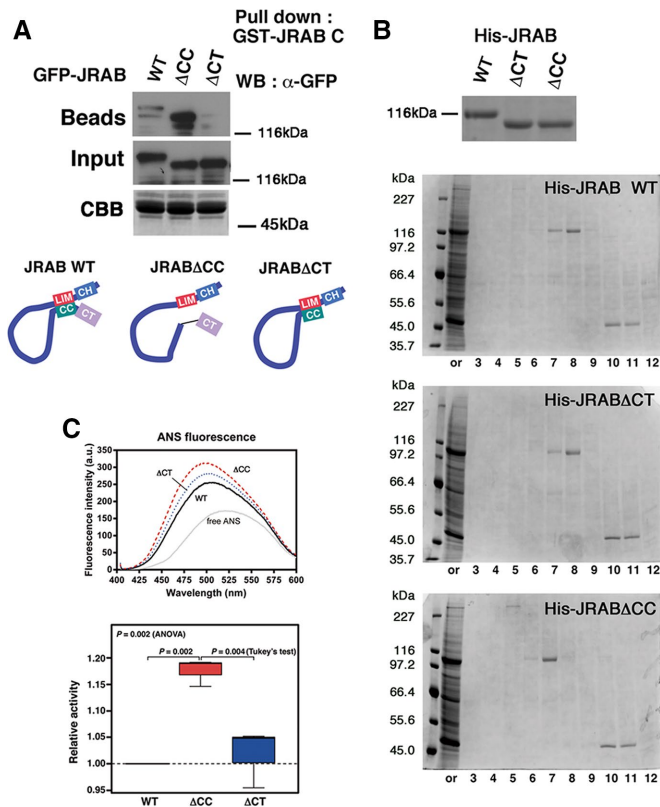 A
Pull down :
GST-JRAB C
GFP-JRAB
WT
ΔCC
ΔCT
WB : α-GFP
Beads
116kDa
Input
116kDa
CBB
45kDa
JRAB WT
JRABΔCC
JRABΔCT
LIM
CH
CC
CT
LIM
CH
CT
LIM
CH
CC
B
His-JRAB
WT
ΔCT
ΔCC
116kDa
kDa
His-JRAB WT
227
116
97.2
66.4
55.6
45.0
35.7
or 3 4 5 6 7 8 9 10 11 12
kDa
His-JRABΔCT
227
116
97.2
66.4
55.6
45.0
35.7
or 3 4 5 6 7 8 9 10 11 12
kDa
His-JRABΔCC
227
116
97.2
66.4
55.6
45.0
or 3 4 5 6 7 8 9 10 11 12
C
ANS fluorescence
Fluorescence intensity (a.u.)
350
300
250
200
150
100
50
0
ΔCT
ΔCC
WT
free ANS
400 425 450 475 500 525 550 575 600
Wavelength (nm)
P = 0.002 (ANOVA)
P = 0.002
P = 0.004 (Tukey's test)
Relative activity
1.20
1.15
1.10
1.05
1.00
0.95
WT ΔCC ΔCT